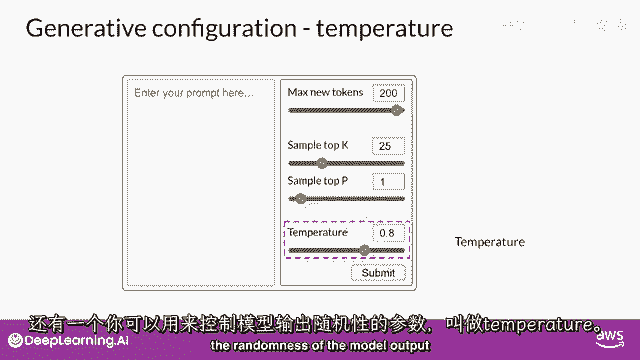 Generative configuration - temperature
Enter your prompt here...
Max new tokens 200
Sample top K 25
Sample top P 1
Temperature 0.8
Submit
Temperature
还有一个你可以用来控制模型输出随机性的参数，叫做temperature。
the randomness of the model output
DeepLearning.AI
aws